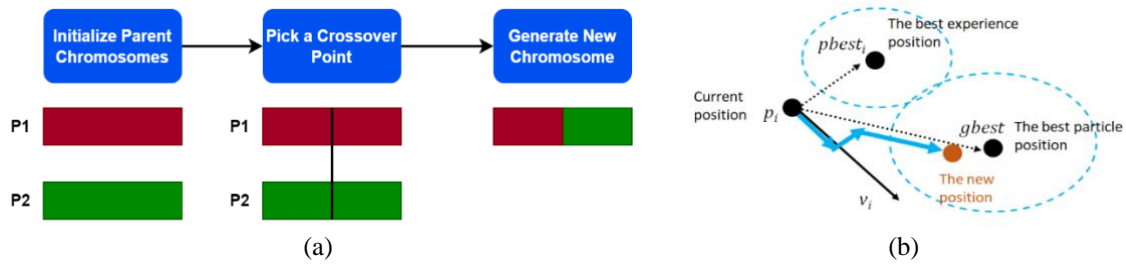 Initialize Parent
Chromosomes
Pick a Crossover
Point
Generate New
Chromosome
P1
P1
P2
P2
(a)
The best experience
position
pbest_i
Current
position
p_i
gbest
The best particle
position
The new
position
v_i
(b)